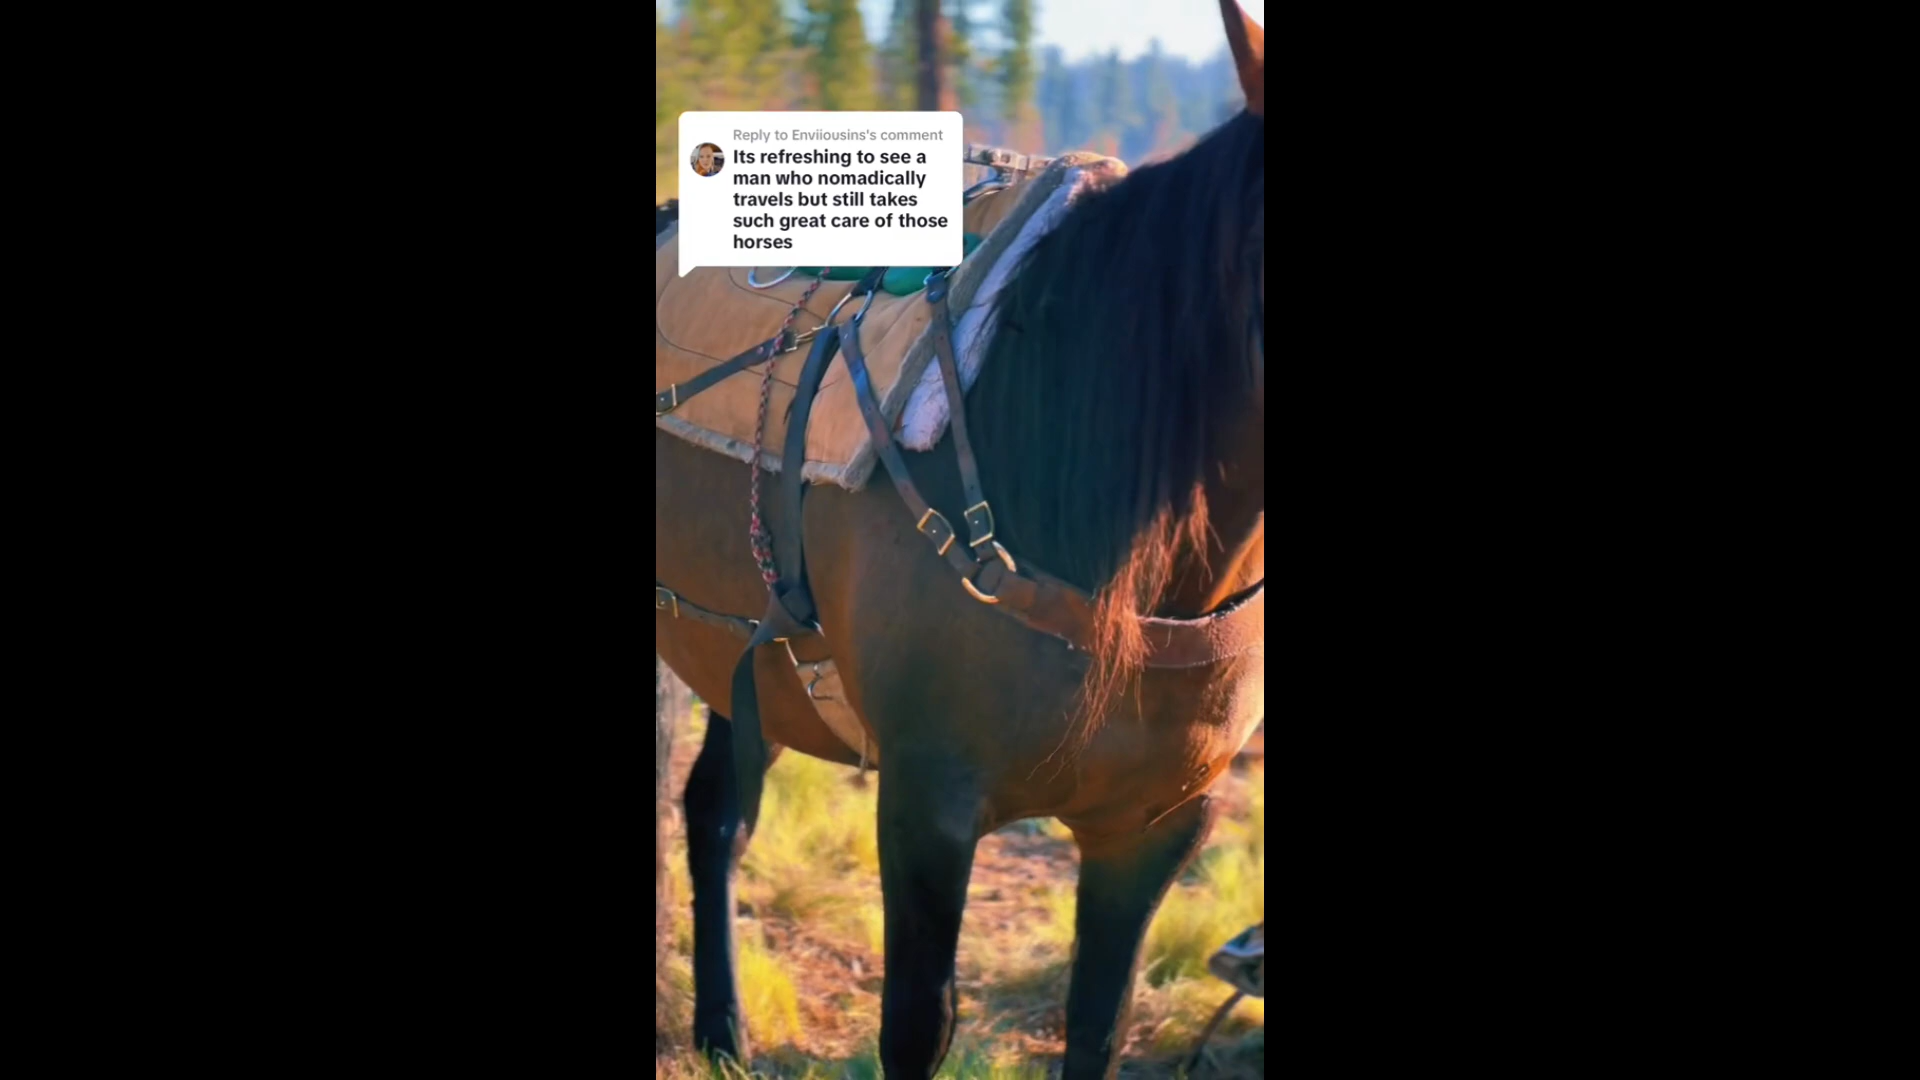 Reply to Enviiousins's comment
Its refreshing to see a
man who nomadically
travels but still takes
such great care of those
horses